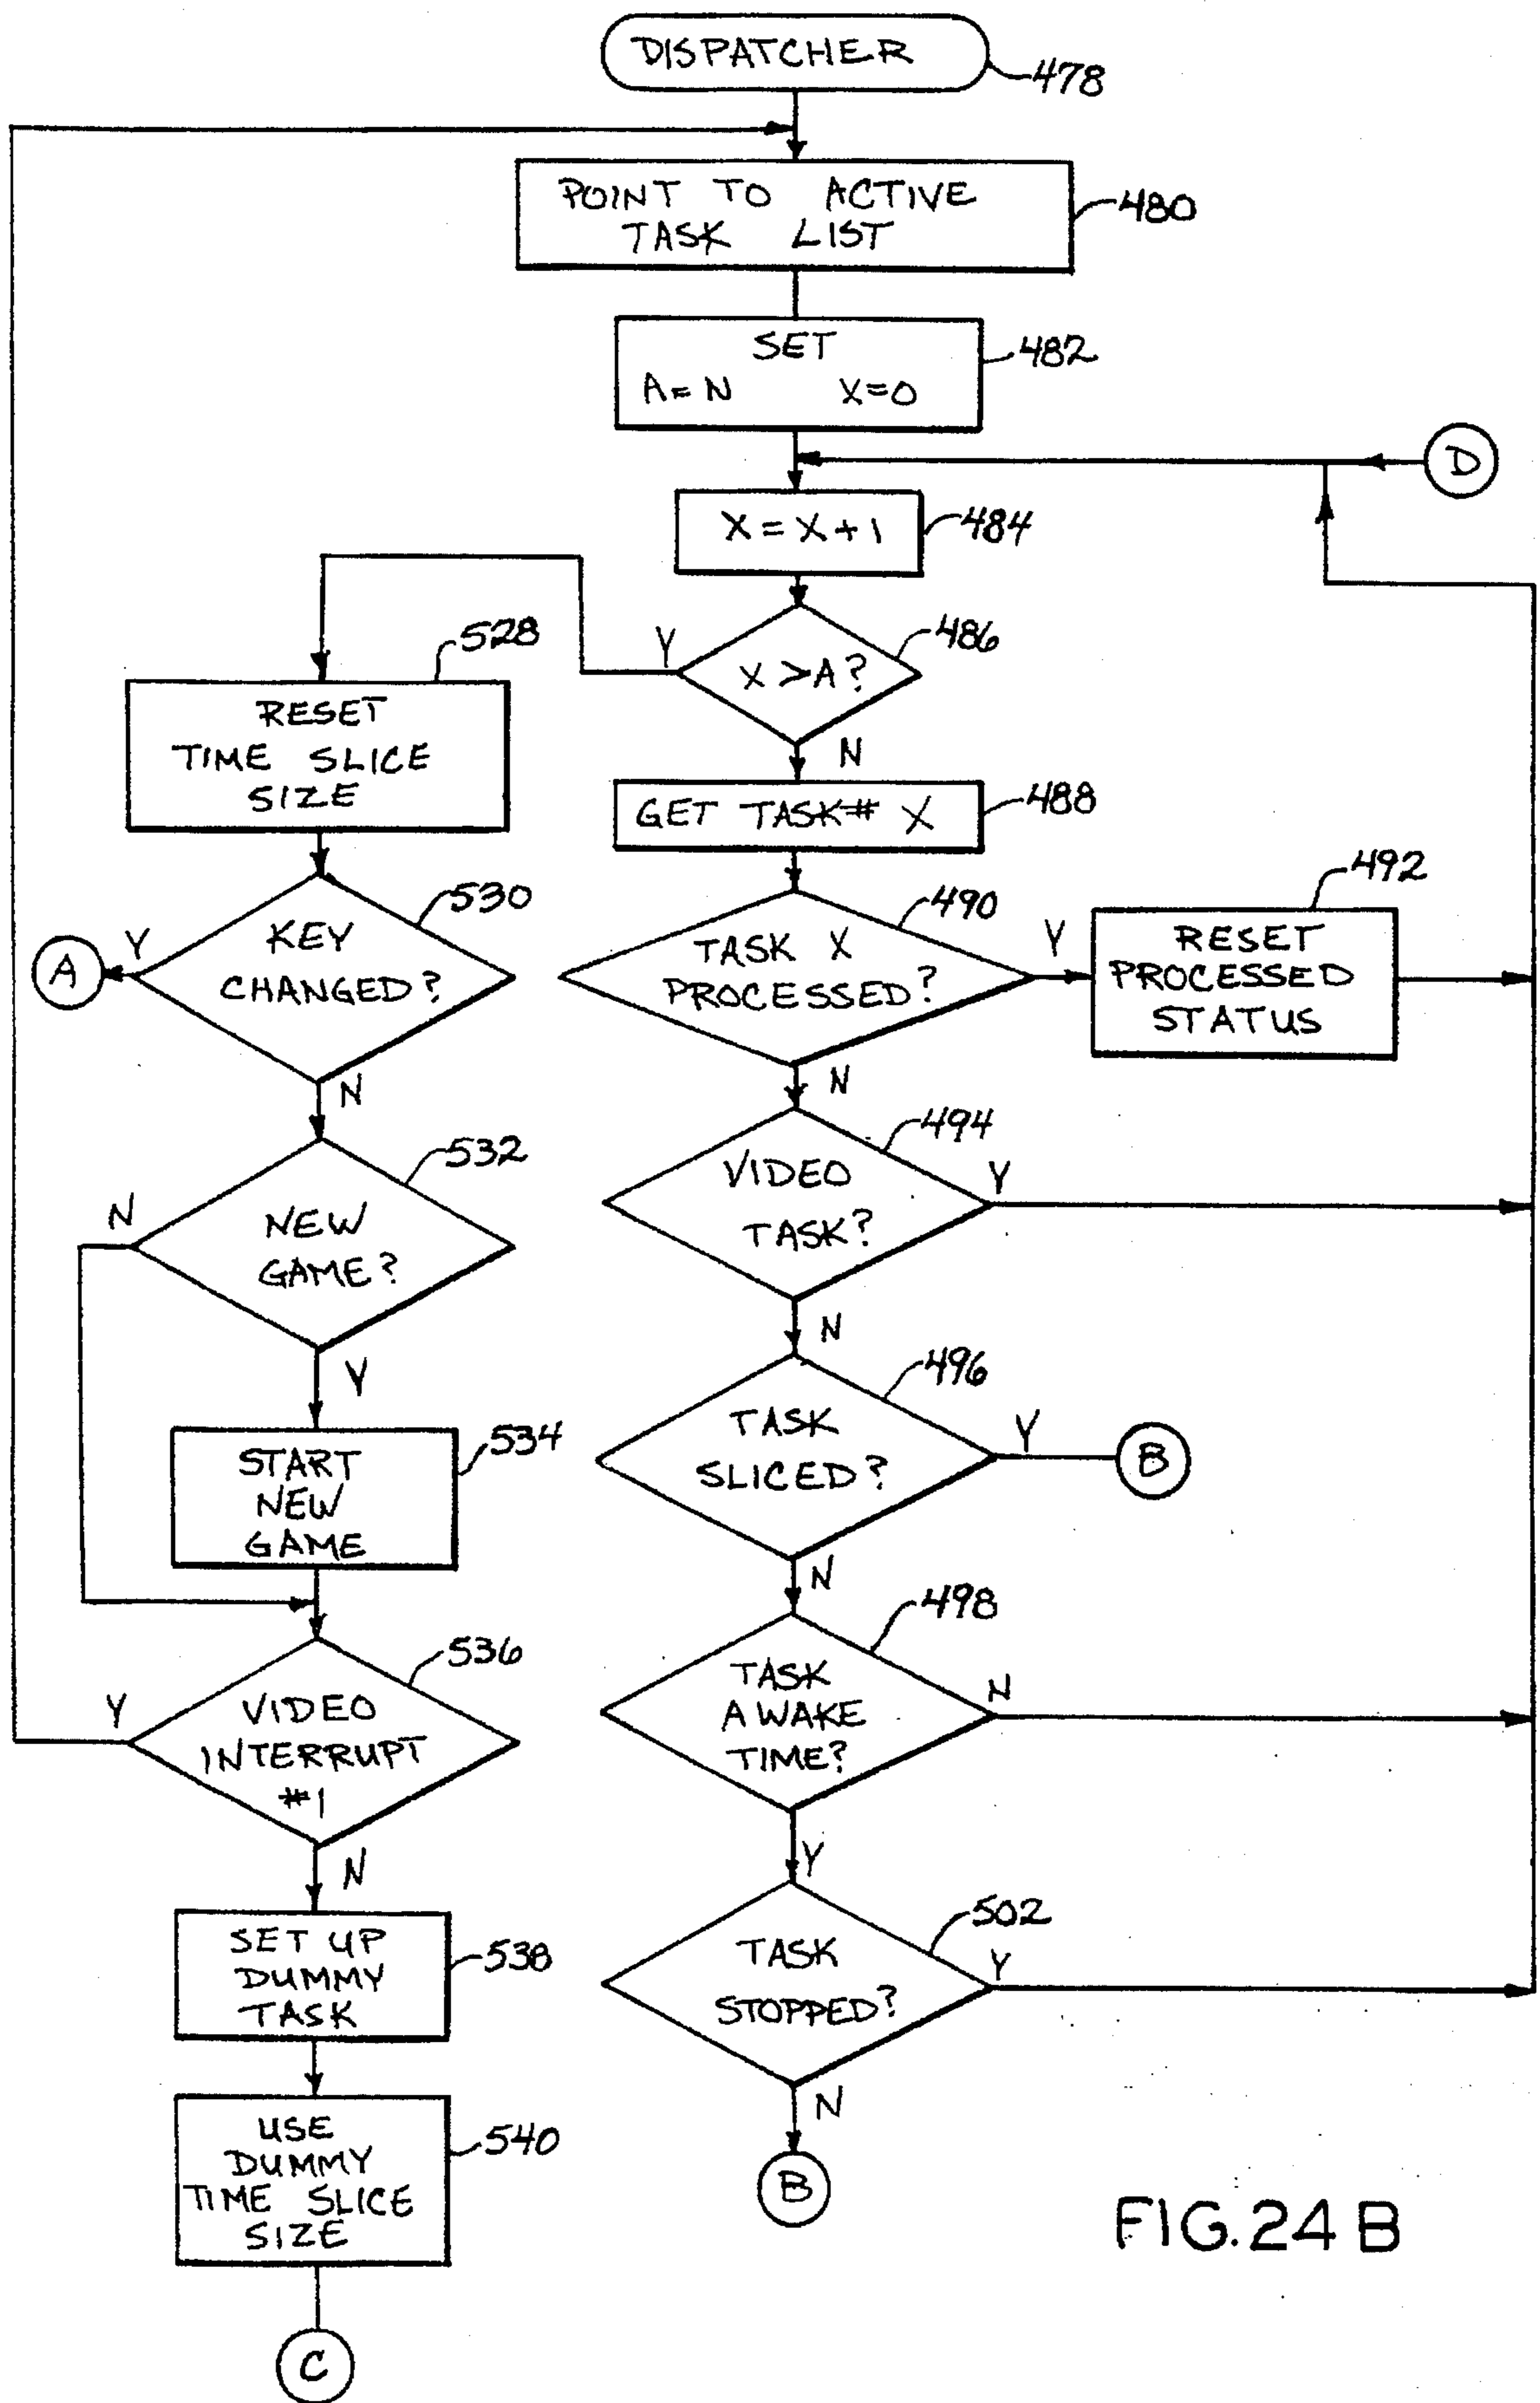 DISPATCHER
478
POINT TO ACTIVE
TASK LIST
480
SET
A=N X=0
482
D
X=X+1
484
X>A?
486
Y
N
528
RESET
TIME SLICE
SIZE
GET TASK# X
488
KEY
CHANGED?
530
Y
A
N
TASK X
PROCESSED?
490
Y
N
492
RESET
PROCESSED
STATUS
NEW
GAME?
532
N
Y
VIDEO
TASK?
494
Y
N
START
NEW
GAME
534
TASK
SLICED?
496
Y
B
N
VIDEO
INTERRUPT
#1
536
Y
N
TASK
AWAKE
TIME?
498
N
Y
SET UP
DUMMY
TASK
538
TASK
STOPPED?
502
Y
N
B
USE
DUMMY
TIME SLICE
SIZE
540
C
FIG.24 B